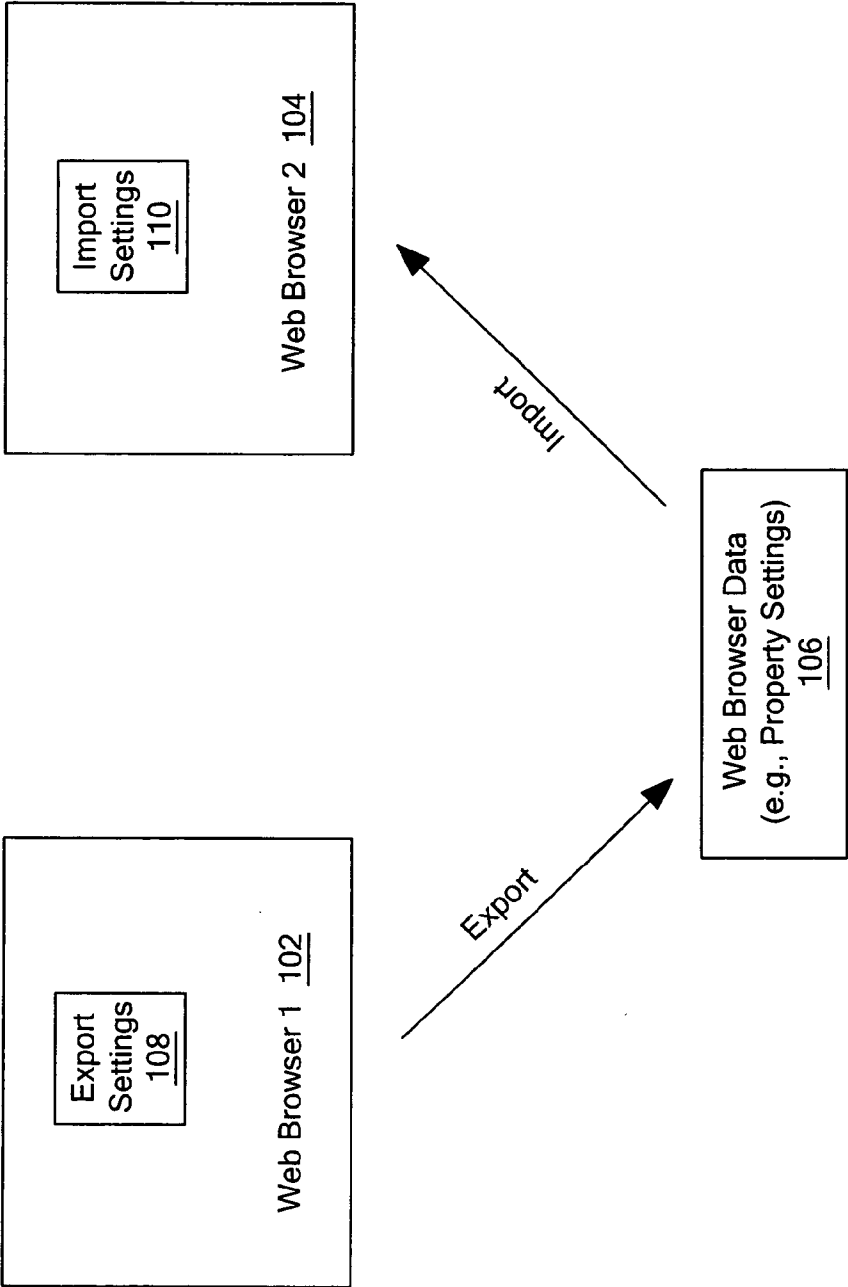 Export
Settings
108
Web Browser 1 102
Import
Settings
110
Web Browser 2 104
Export
Import
Web Browser Data
(e.g., Property Settings)
106